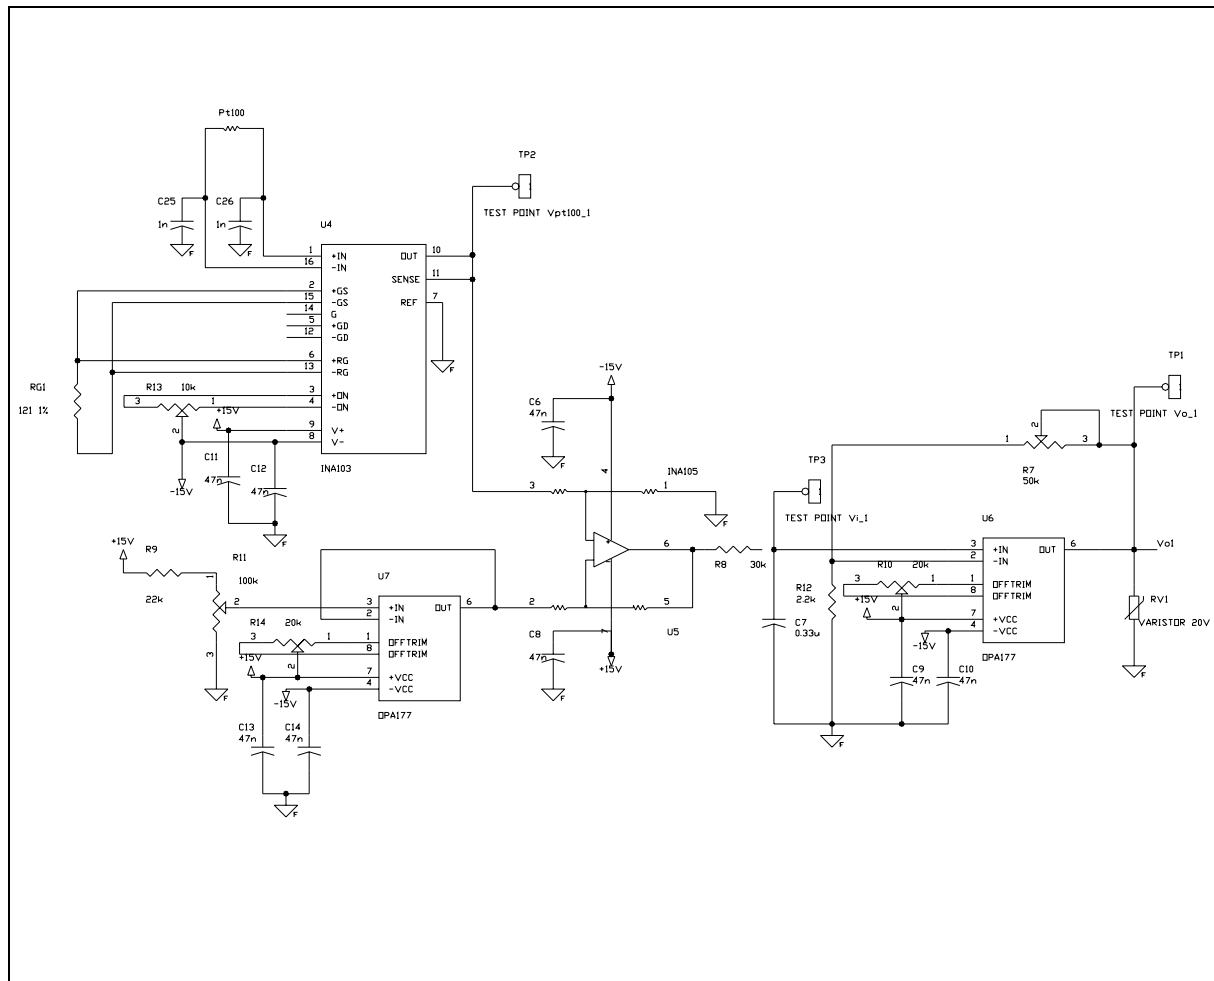 Pt100
TP2
1
C25
1n
F
C26
1n
F
TEST POINT Vpt100_1
U4
1 +IN
16 -IN
2 +GS
15 -GS
14 G
5 +GD
12 -GD
6 +RG
13 -RG
3 +ON
4 -ON
9 V+
8 V-
OUT 10
SENSE 11
REF 7
F
INA103
RG1
121 1%
R13 10k
3 1
2
+15V
-15V
C11
47n
C12
47n
F
-15V
C6
47n
F
4
INA105
3 1
F
+
-
6
2 5
7
U5
C8
47n
F
+15V
+15V
R9
22k
R11
100k
1
2
3
F
U7
3 +IN
2 -IN
1 OFFTRIM
8 OFFTRIM
7 +VCC
4 -VCC
OUT 6
OPA177
R14 20k
3 1
2
+15V
-15V
C13
47n
C14
47n
F
R8 30k
TP3
1
TEST POINT Vi_1
C7
0.33u
R12
2.2k
F
U6
3 +IN
2 -IN
1 OFFTRIM
8 OFFTRIM
7 +VCC
4 -VCC
OUT 6
OPA177
R10 20k
3 1
2
+15V
-15V
C9
47n
C10
47n
1 2 3
R7
50k
TP1
1
TEST POINT Vo_1
Vo1
RV1
VARISTOR 20V
F